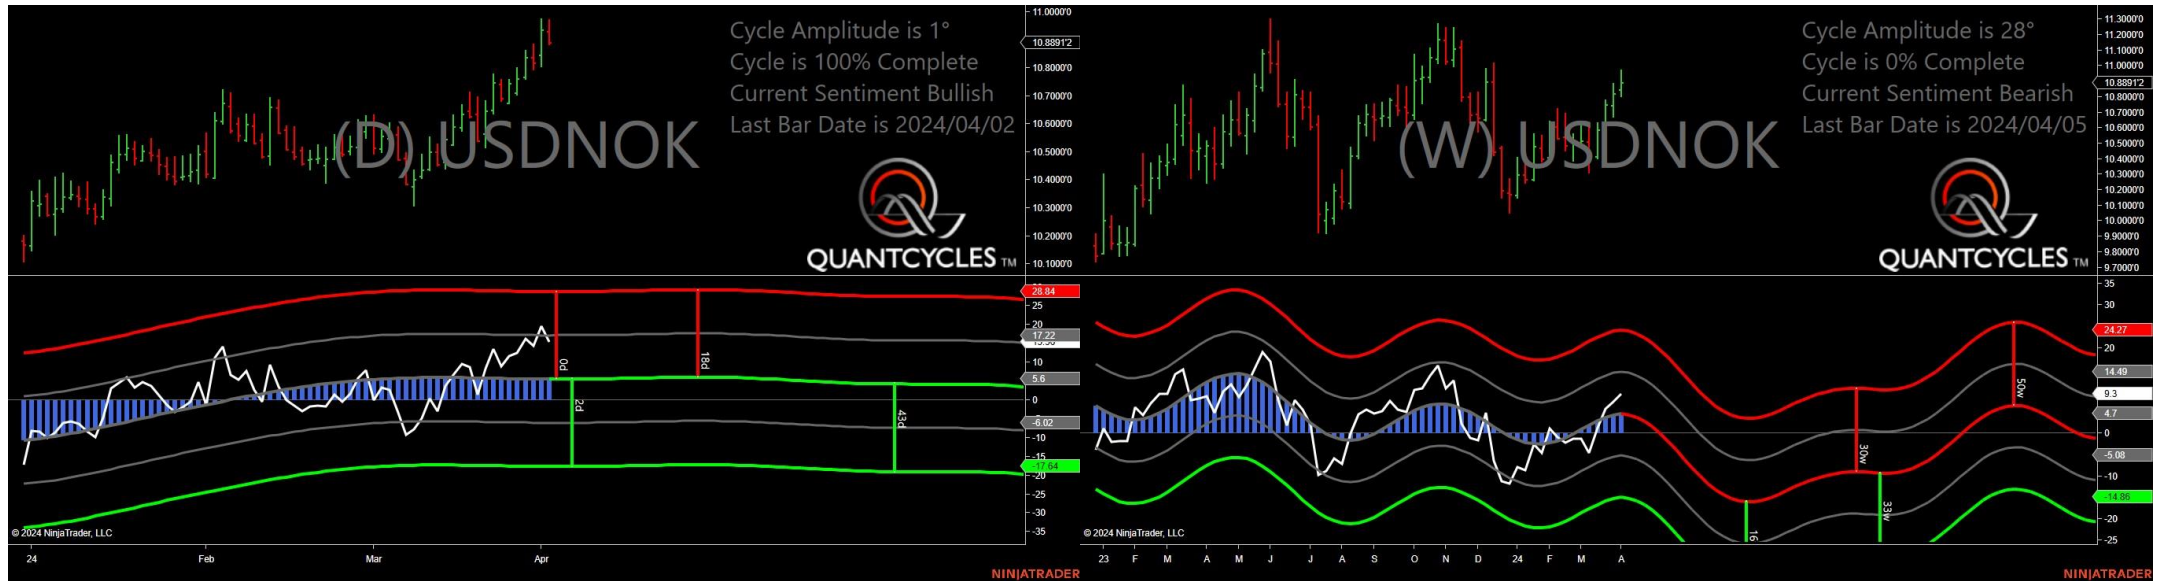 Cycle Amplitude is 1°
Cycle is 100% Complete
Current Sentiment Bullish
Last Bar Date is 2024/04/02
(D) USDNOK
QUANTCYCLES TM
11.0000'0
10.8891'2
10.8000'0
10.7000'0
10.6000'0
10.5000'0
10.4000'0
10.3000'0
10.2000'0
10.1000'0
28.84
25
20
17.22
10
5.6
0
-6.02
-10
-15
-17.64
-20
-25
-30
-35
0d
2d
18d
43d
© 2024 NinjaTrader, LLC
24 Feb Mar Apr
NINJATRADER
Cycle Amplitude is 28°
Cycle is 0% Complete
Current Sentiment Bearish
Last Bar Date is 2024/04/05
(W) USDNOK
QUANTCYCLES TM
11.3000'0
11.2000'0
11.1000'0
11.0000'0
10.8891'2
10.8000'0
10.7000'0
10.6000'0
10.5000'0
10.4000'0
10.3000'0
10.2000'0
10.1000'0
10.0000'0
9.9000'0
9.8000'0
9.7000'0
35
30
24.27
20
14.49
9.3
4.7
0
-5.08
-10
-14.86
-20
-25
16
30w
33w
50w
© 2024 NinjaTrader, LLC
23 F M A M J J A S O N D 24 F M A
NINJATRADER